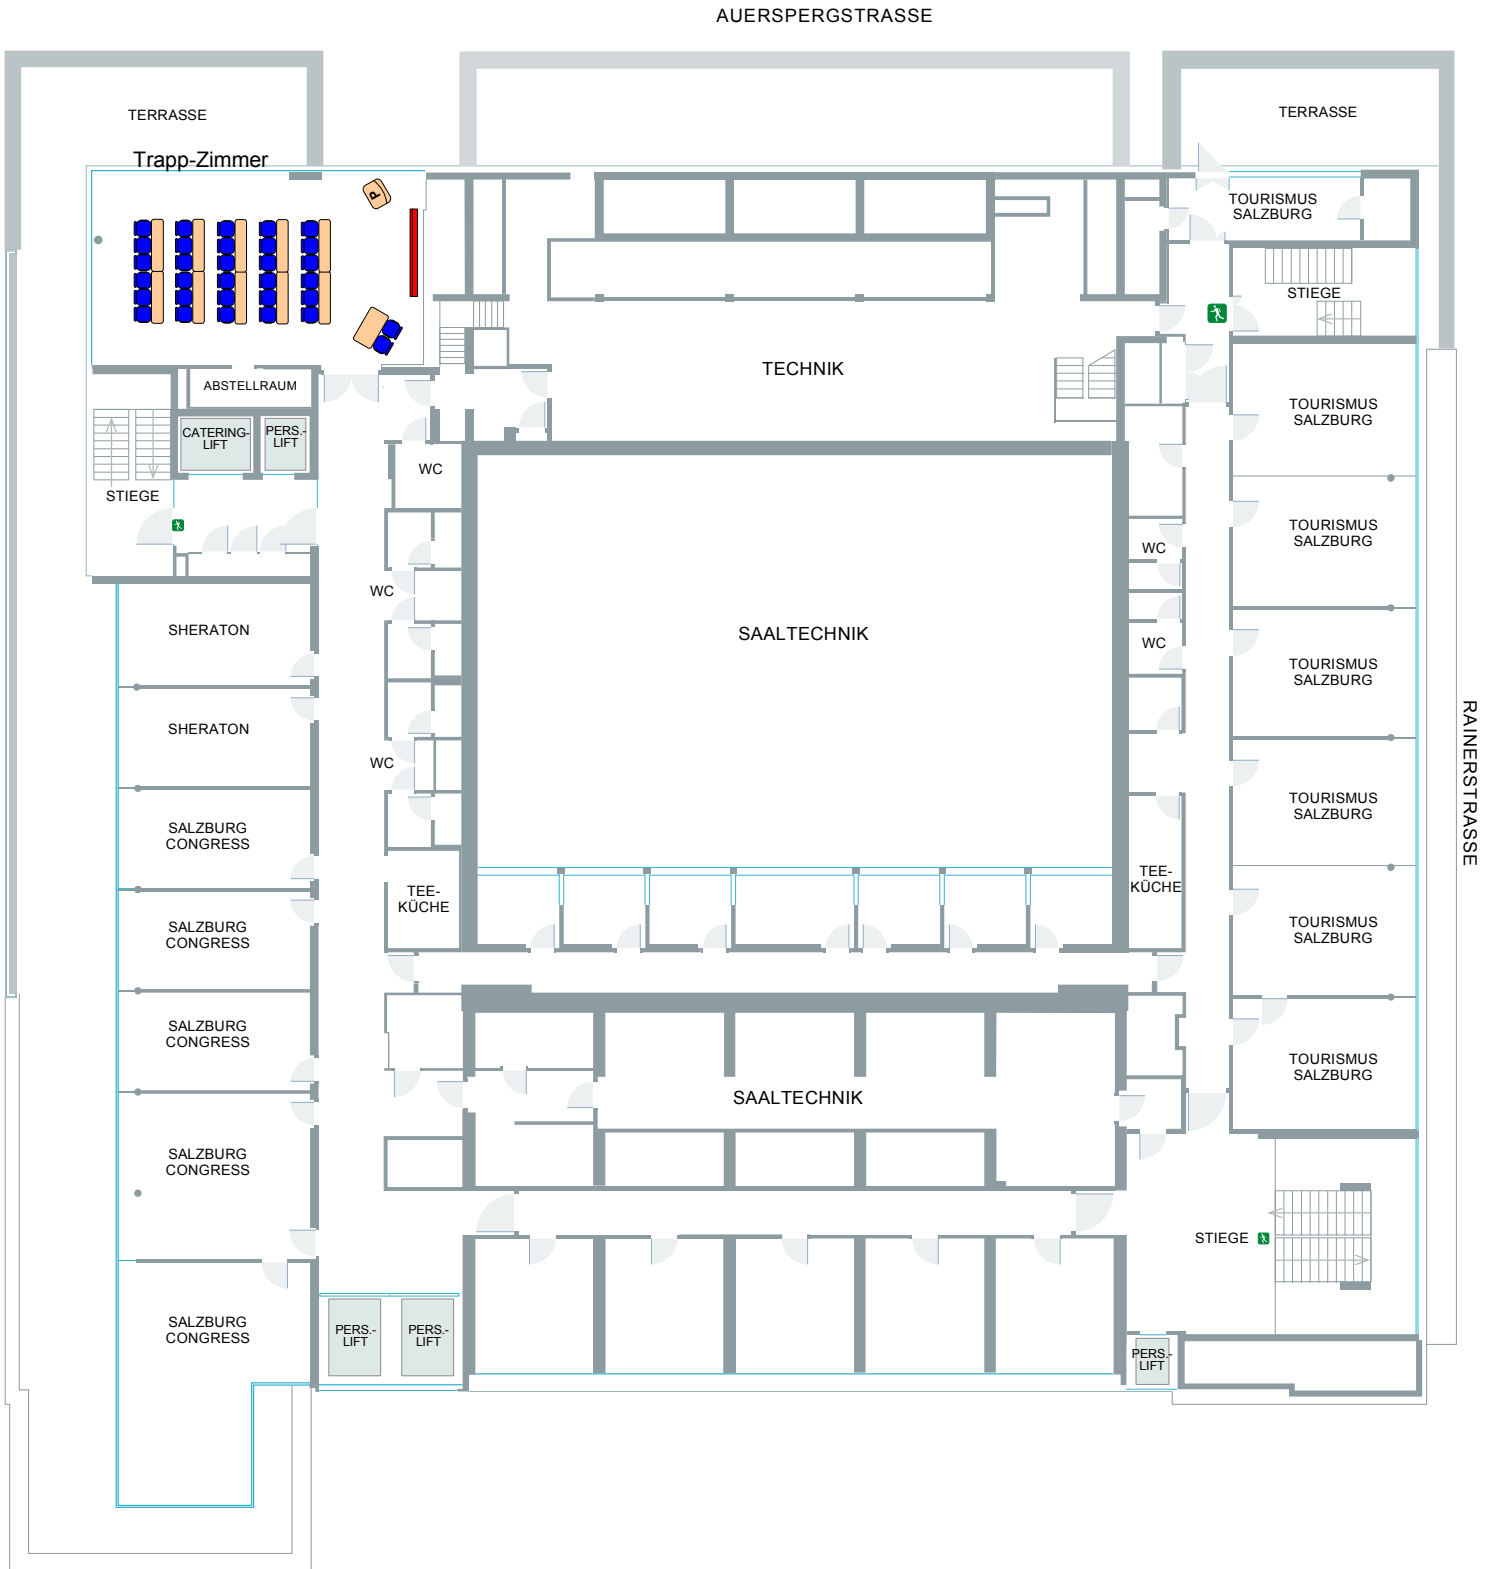 AUERSPERGSTRASSE
TERRASSE
TERRASSE
Trapp-Zimmer
P
TOURISMUS
SALZBURG
STIEGE
TECHNIK
ABSTELLRAUM
CATERING-
LIFT
PERS.-
LIFT
STIEGE
WC
TOURISMUS
SALZBURG
TOURISMUS
SALZBURG
WC
WC
SHERATON
SAALTECHNIK
WC
TOURISMUS
SALZBURG
SHERATON
WC
TOURISMUS
SALZBURG
RAINERSTRASSE
SALZBURG
CONGRESS
TEE-
KÜCHE
TEE-
KÜCHE
SALZBURG
CONGRESS
TOURISMUS
SALZBURG
SALZBURG
CONGRESS
TOURISMUS
SALZBURG
SAALTECHNIK
SALZBURG
CONGRESS
STIEGE
SALZBURG
CONGRESS
PERS.-
LIFT
PERS.-
LIFT
PERS.-
LIFT